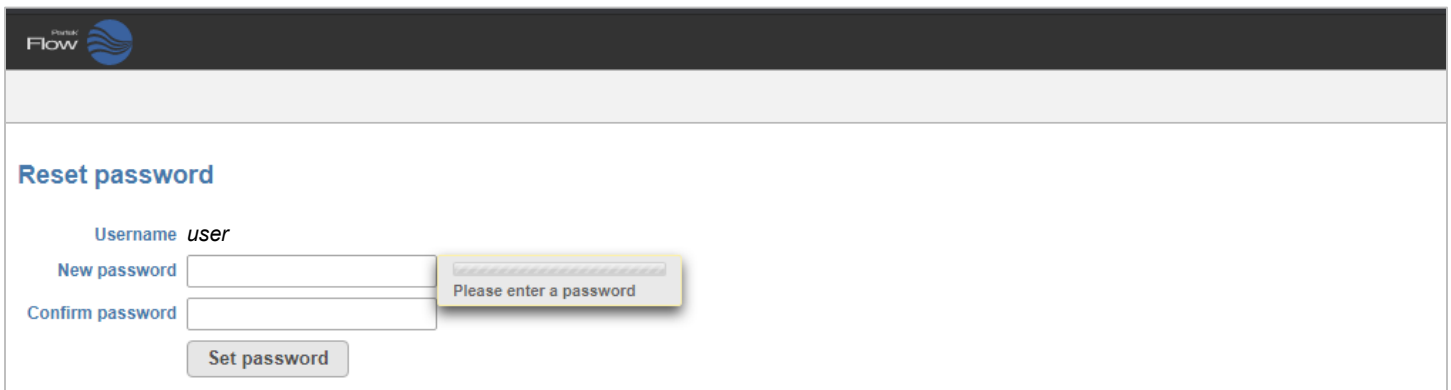 Partek
Flow
Reset password
Username user
New password
Please enter a password
Confirm password
Set password